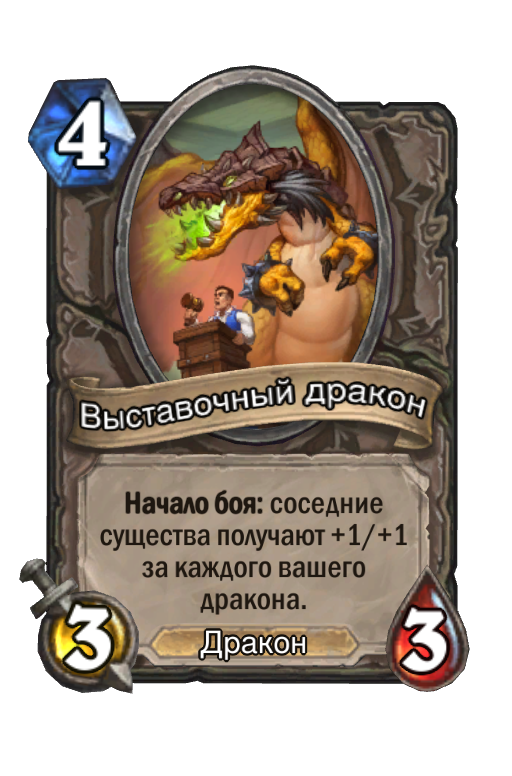 4
Выставочный дракон
Начало боя: соседние
существа получают +1/+1
за каждого вашего
дракона.
3
Дракон
3